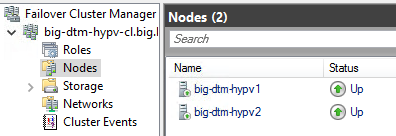 Failover Cluster Manager
big-dtm-hypv-cl.big.l
Roles
Nodes
Storage
Networks
Cluster Events
Nodes (2)
Search
Name Status
big-dtm-hypv1 Up
big-dtm-hypv2 Up